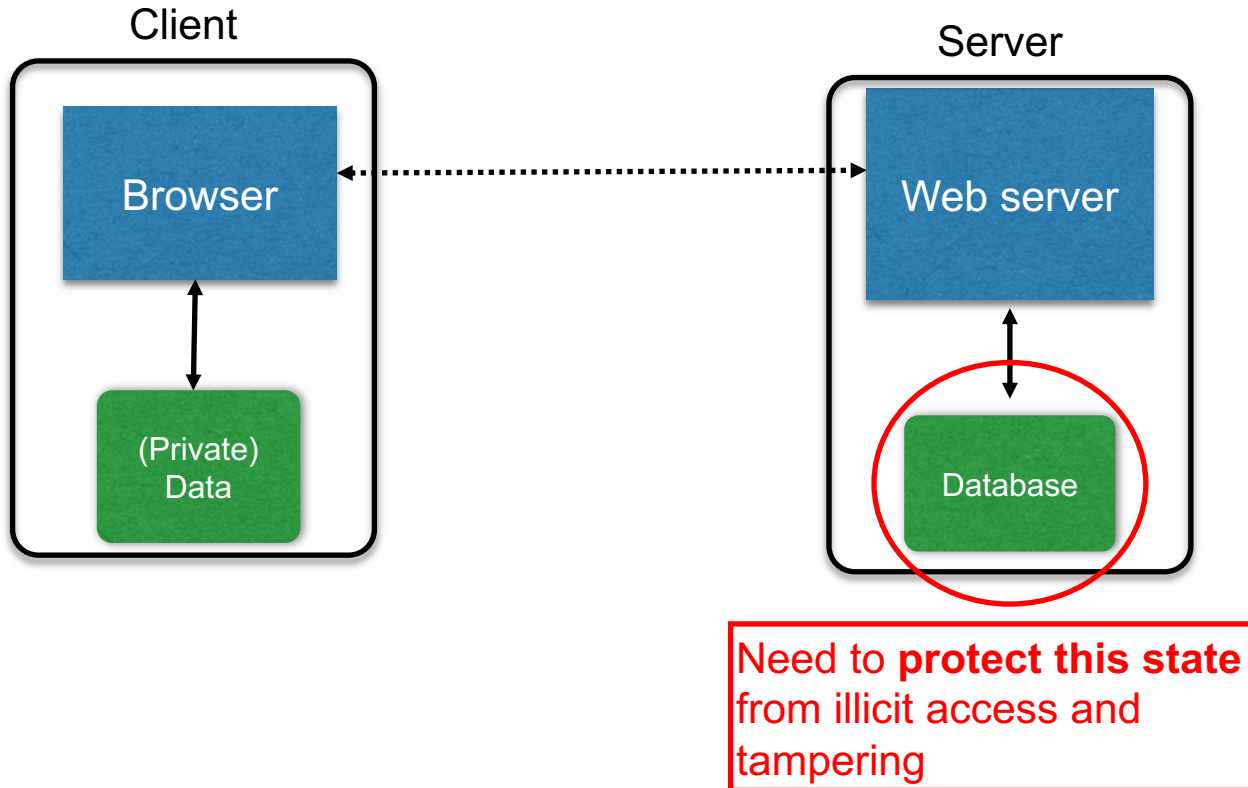 Client
Server
Browser
Web server
(Private)
Data
Database
Need to protect this state
from illicit access and
tampering